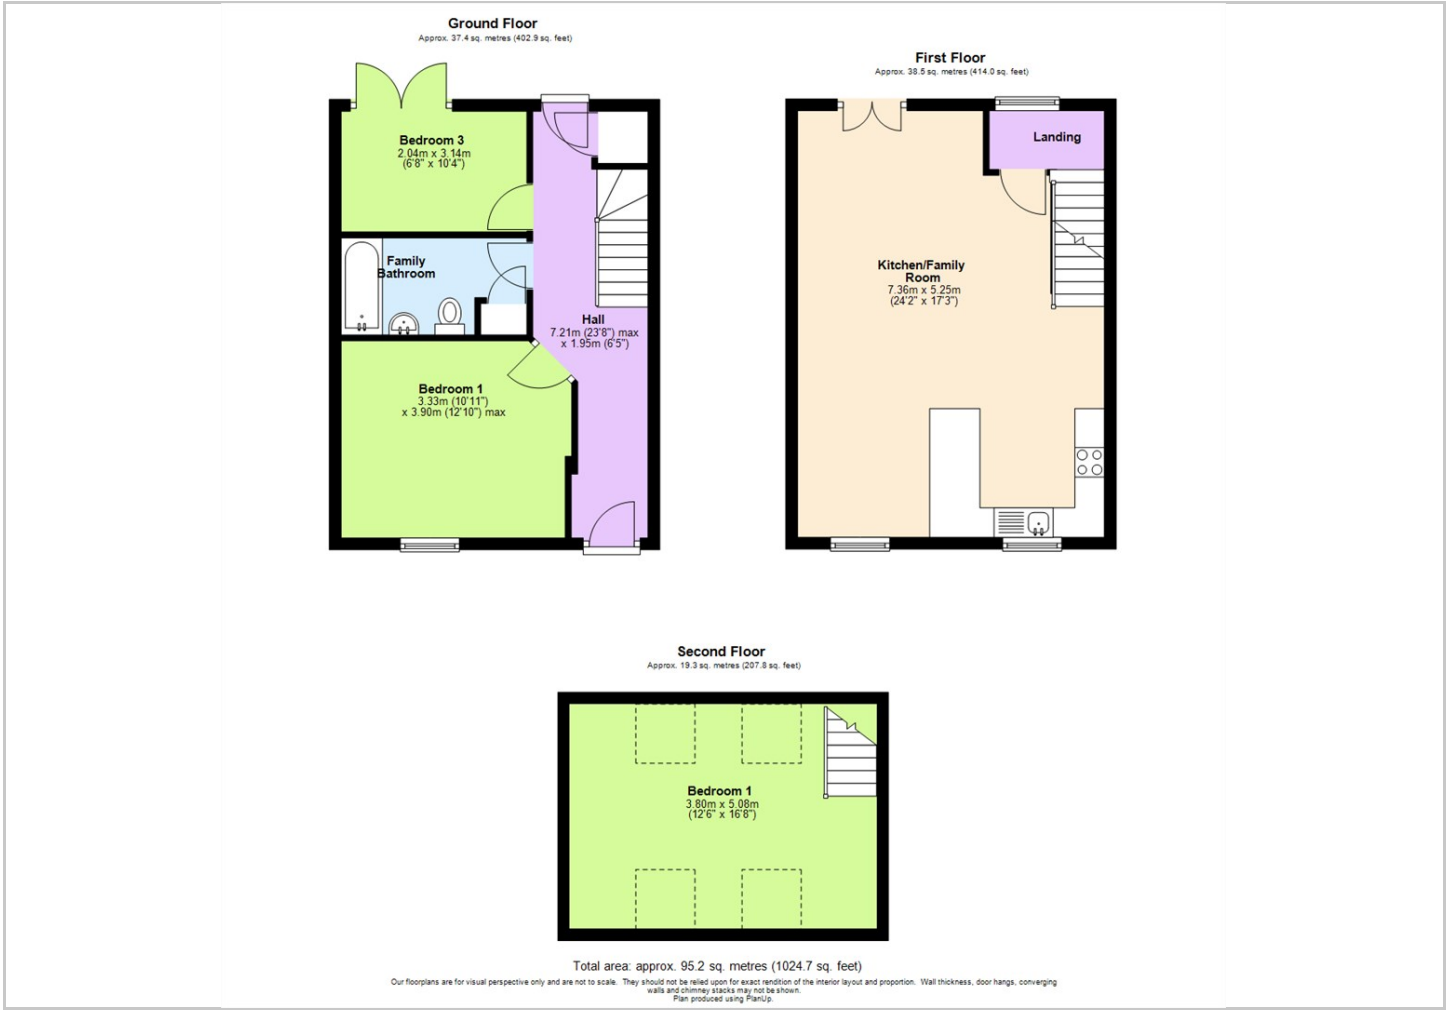 Ground Floor
Approx. 37.4 sq. metres (402.9 sq. feet)
Bedroom 3
2.04m x 3.14m
(6'8" x 10'4")
Family
Bathroom
Hall
7.21m (23'8") max
x 1.95m (6'5")
Bedroom 1
3.33m (10'11")
x 3.90m (12'10") max
First Floor
Approx. 38.5 sq. metres (414.0 sq. feet)
Landing
Kitchen/Family
Room
7.36m x 5.25m
(24'2" x 17'3")
Second Floor
Approx. 19.3 sq. metres (207.8 sq. feet)
Bedroom 1
3.80m x 5.08m
(12'6" x 16'8")
Total area: approx. 95.2 sq. metres (1024.7 sq. feet)
Our floorplans are for visual perspective only and are not to scale. They should not be relied upon for exact rendition of the interior layout and proportion. Wall thickness, door hangs, converging
walls and chimney stacks may not be shown.
Plan produced using PlanUp.